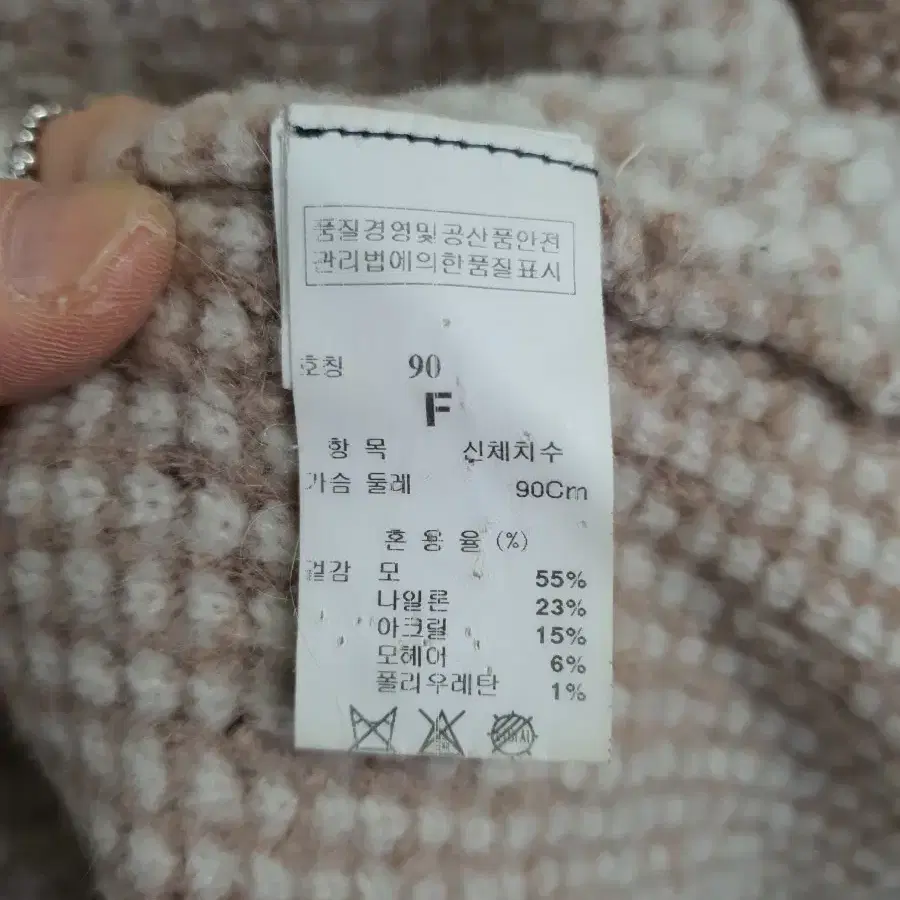 품질경영및공산품안전
관리법에의한품질표시
호칭 90
F
항 목 신체치수
가슴 둘레 90Cm
혼 용 율 (%)
겉감 모 55%
나일론 23%
아크릴 15%
모헤어 6%
폴리우레탄 1%